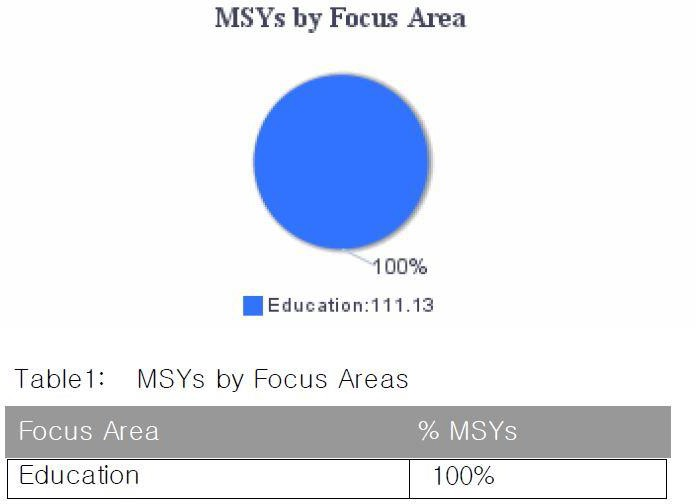 MSYs by Focus Area
100%
Education:111.13
Table1: MSYs by Focus Areas
Focus Area % MSYs
Education 100%